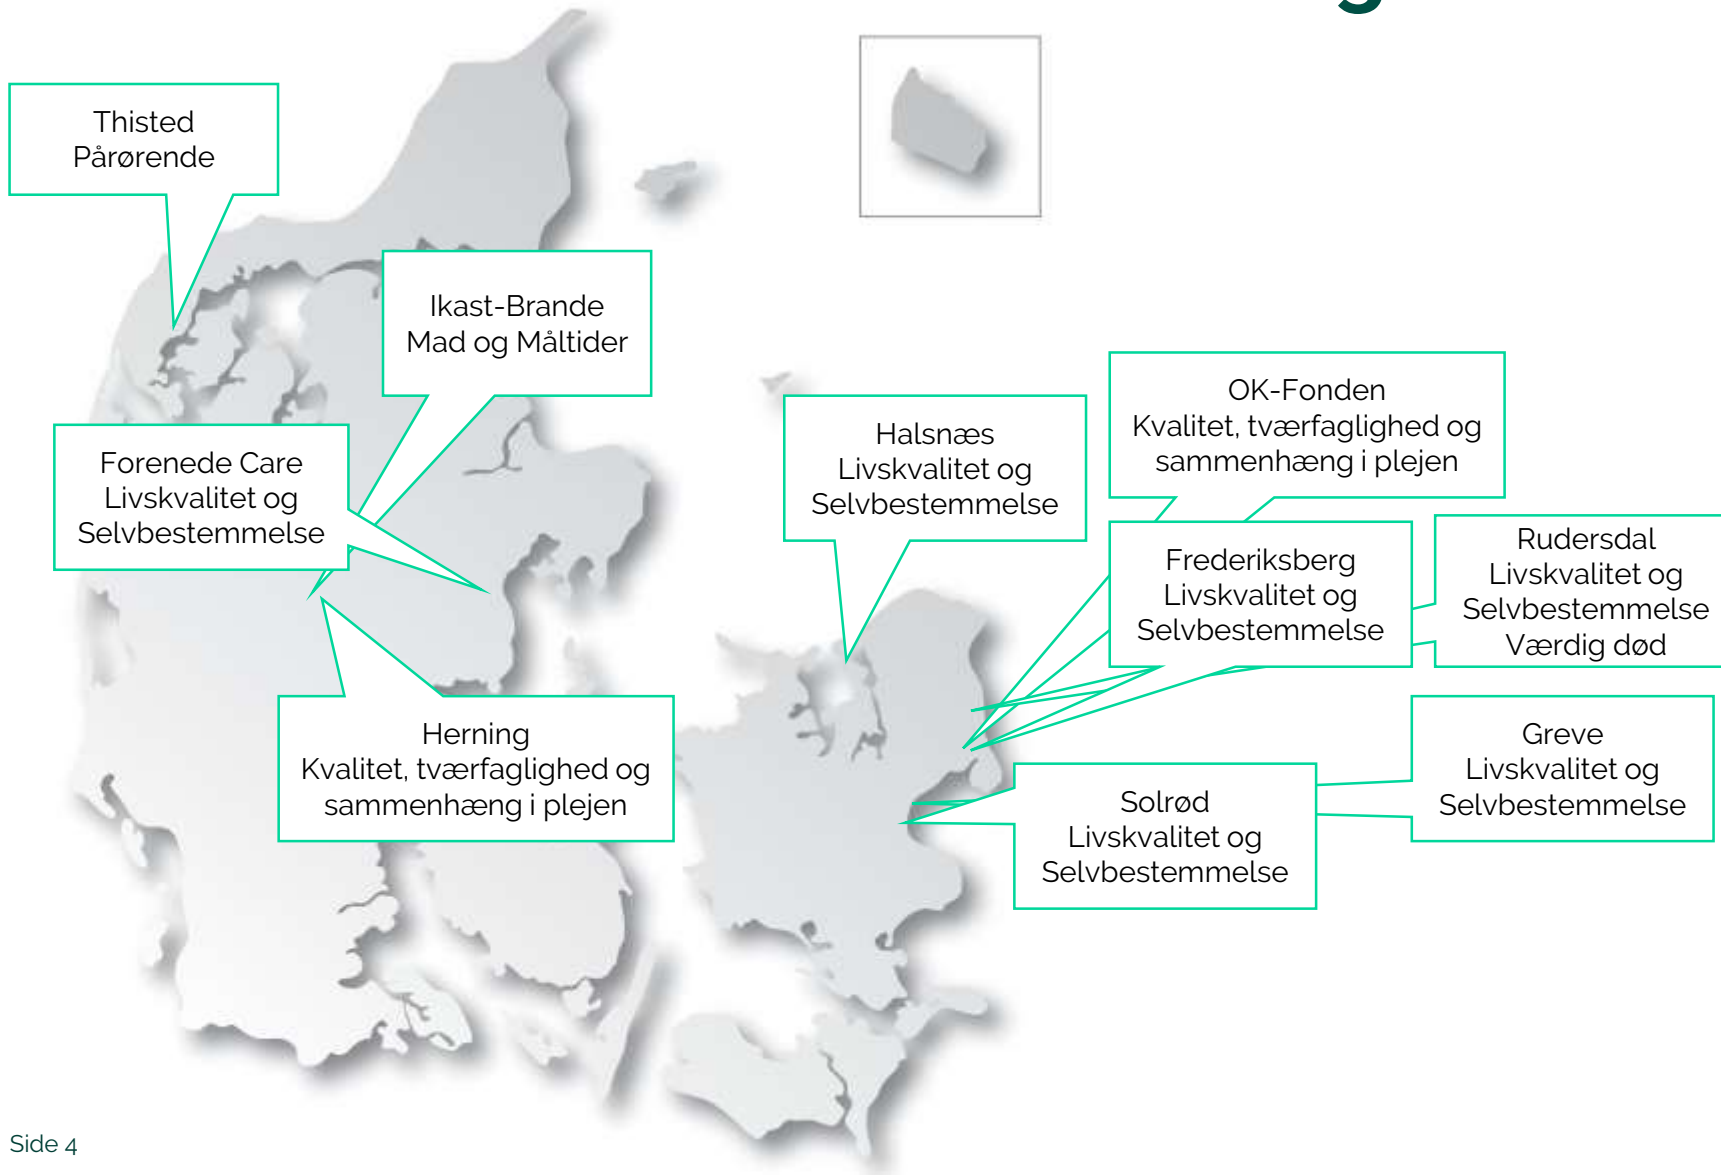 Thisted
Pårørende
Ikast-Brande
Mad og Måltider
Forenede Care
Livskvalitet og
Selvbestemmelse
Herning
Kvalitet, tværfaglighed og
sammenhæng i plejen
Halsnæs
Livskvalitet og
Selvbestemmelse
OK-Fonden
Kvalitet, tværfaglighed og
sammenhæng i plejen
Frederiksberg
Livskvalitet og
Selvbestemmelse
Rudersdal
Livskvalitet og
Selvbestemmelse
Værdig død
Greve
Livskvalitet og
Selvbestemmelse
Solrød
Livskvalitet og
Selvbestemmelse
Side 4